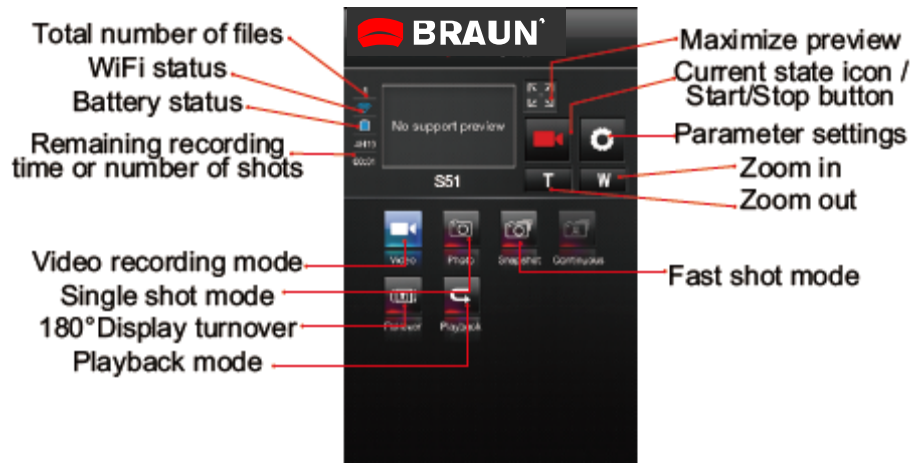 Total number of files
WiFi status
Battery status
Remaining recording
time or number of shots
BRAUN
Maximize preview
Current state icon /
Start/Stop button
Parameter settings
Zoom in
Zoom out
No support preview
S51
T W
Video Photo Snapshot Continuous
Playback
Video recording mode
Single shot mode
180°Display turnover
Playback mode
Fast shot mode